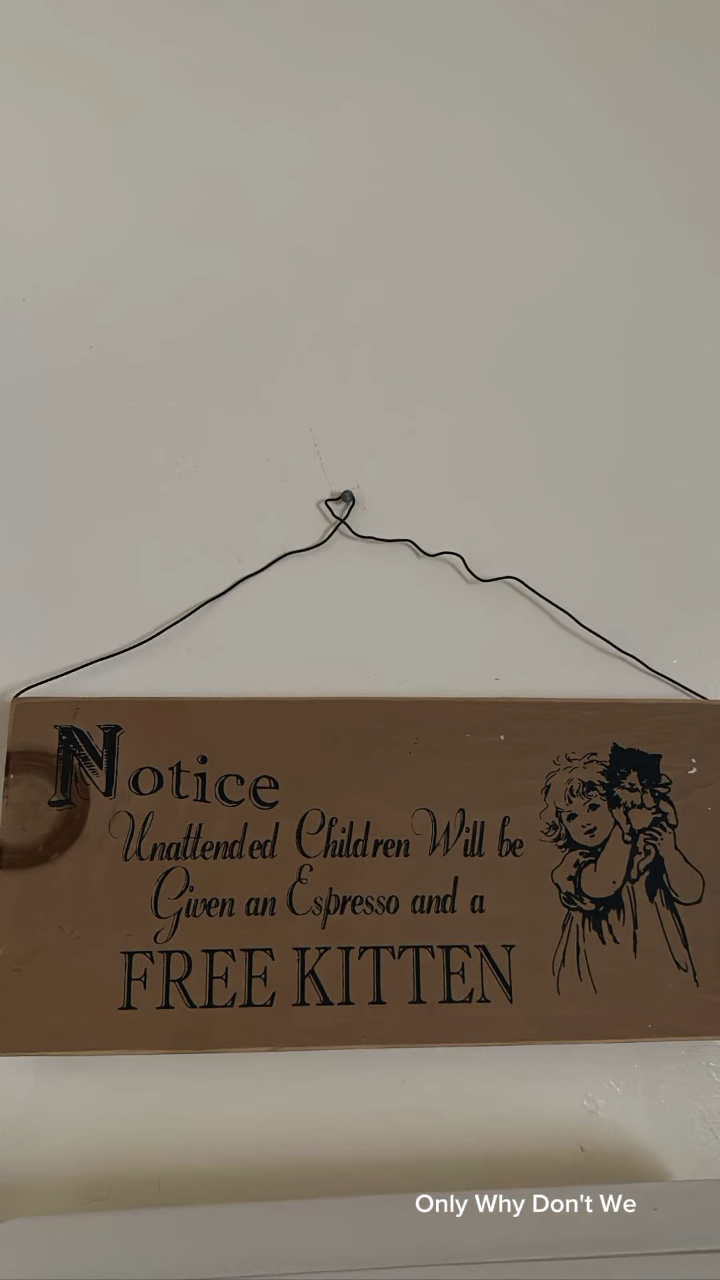 Notice
Unattended Children Will be
Given an Espresso and a
FREE KITTEN
Only Why Don't We